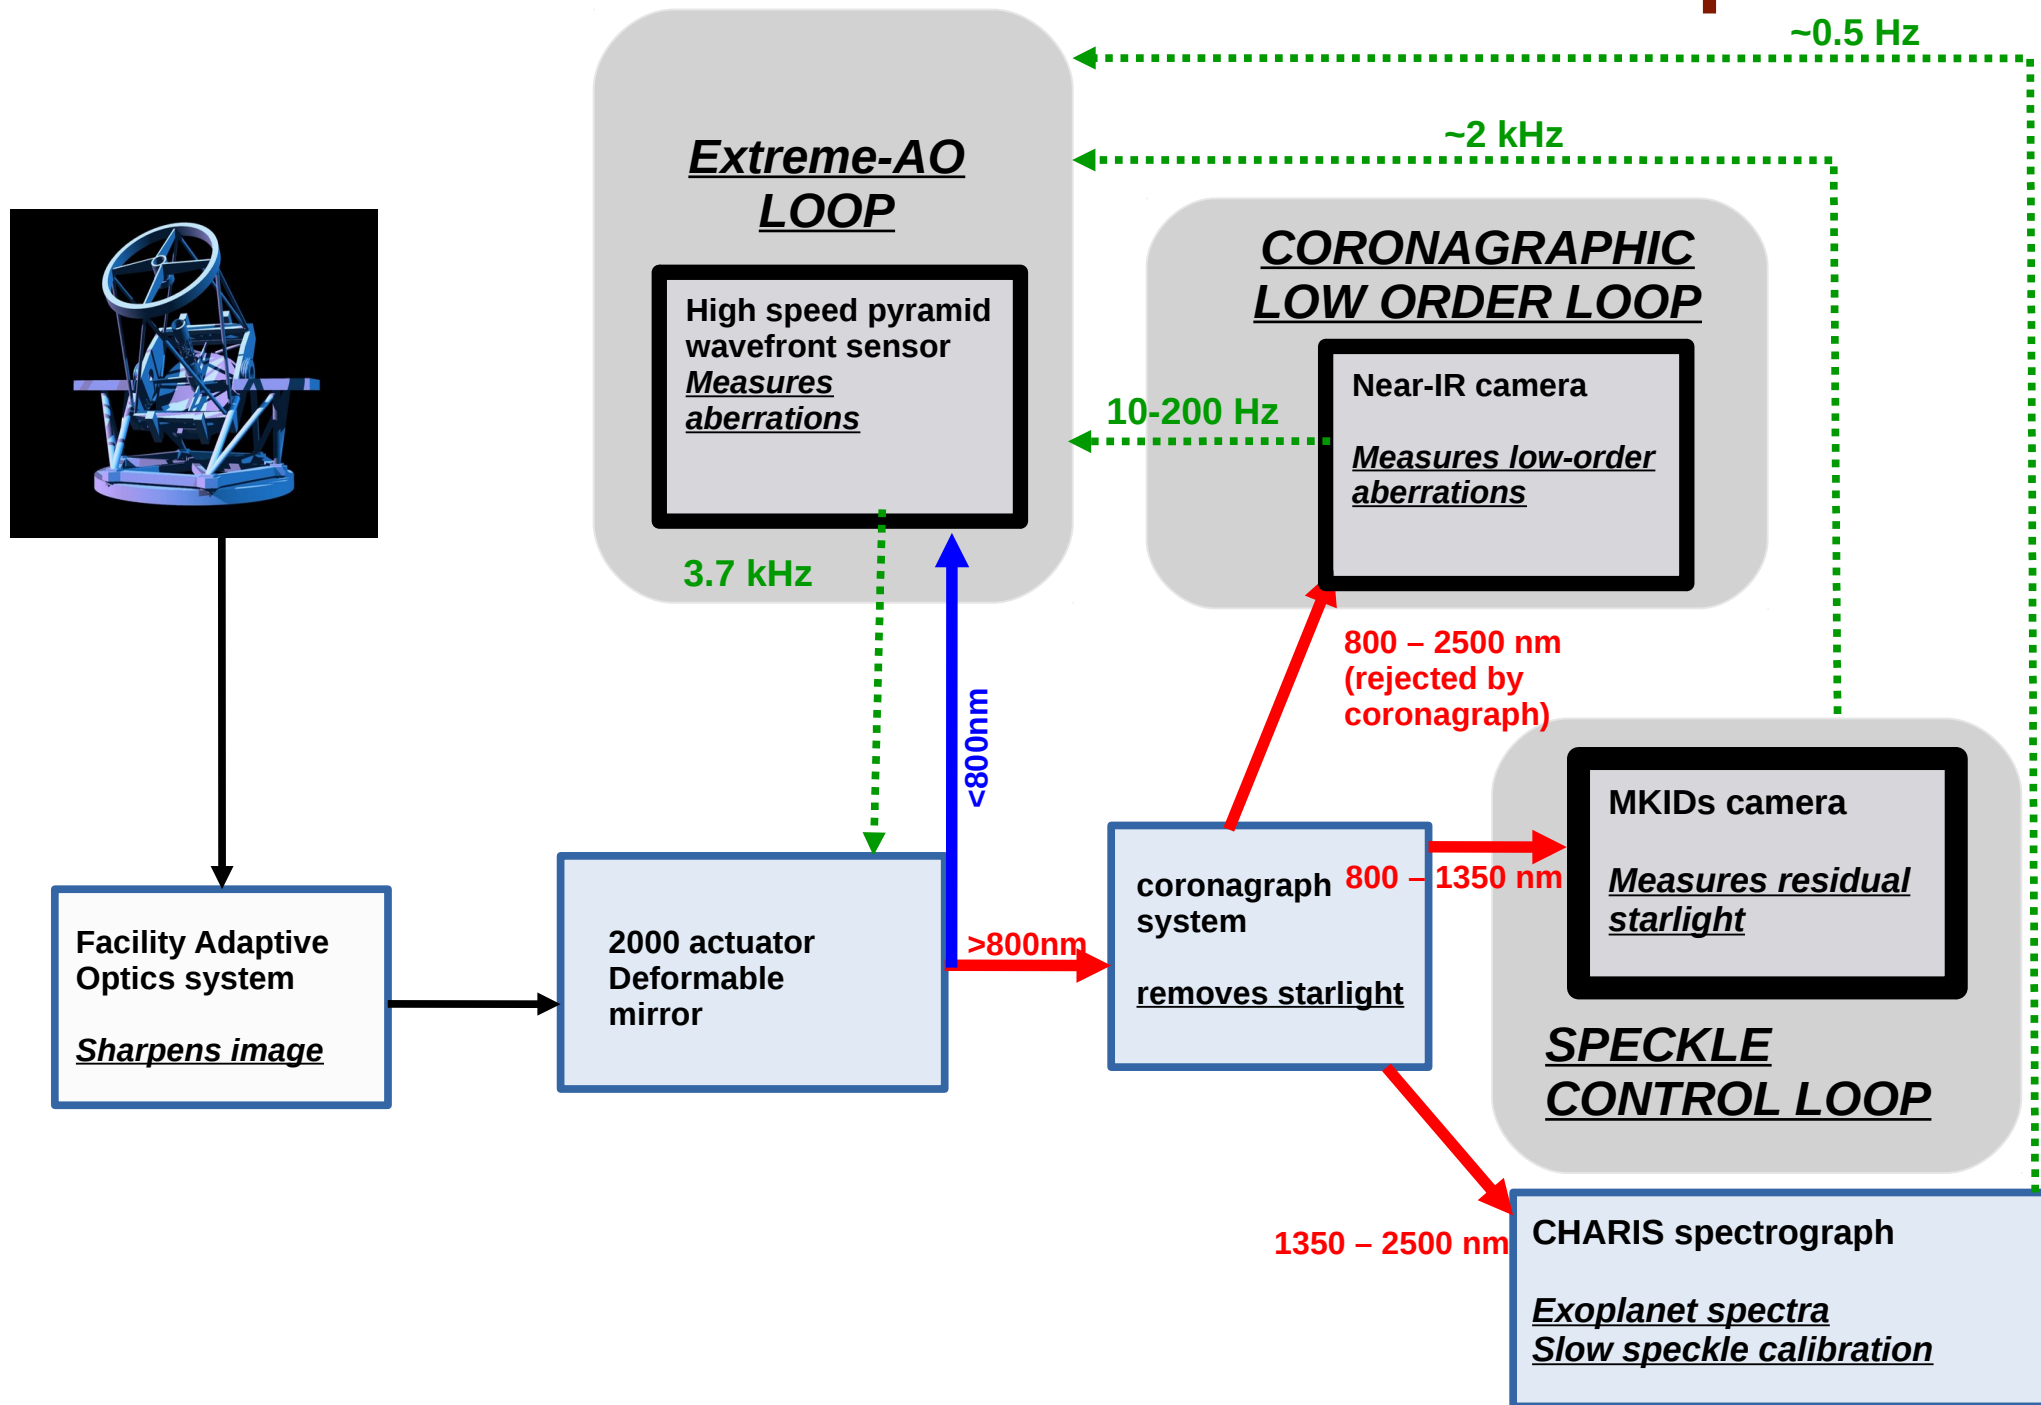 ~0.5 Hz
~2 kHz
Extreme-AO
LOOP
High speed pyramid
wavefront sensor
Measures
aberrations
3.7 kHz
CORONAGRAPHIC
LOW ORDER LOOP
Near-IR camera
Measures low-order
aberrations
10-200 Hz
800 – 2500 nm
(rejected by
coronagraph)
<800nm
>800nm
Facility Adaptive
Optics system
Sharpens image
2000 actuator
Deformable
mirror
coronagraph
system
removes starlight
800 – 1350 nm
MKIDs camera
Measures residual
starlight
SPECKLE
CONTROL LOOP
1350 – 2500 nm
CHARIS spectrograph
Exoplanet spectra
Slow speckle calibration